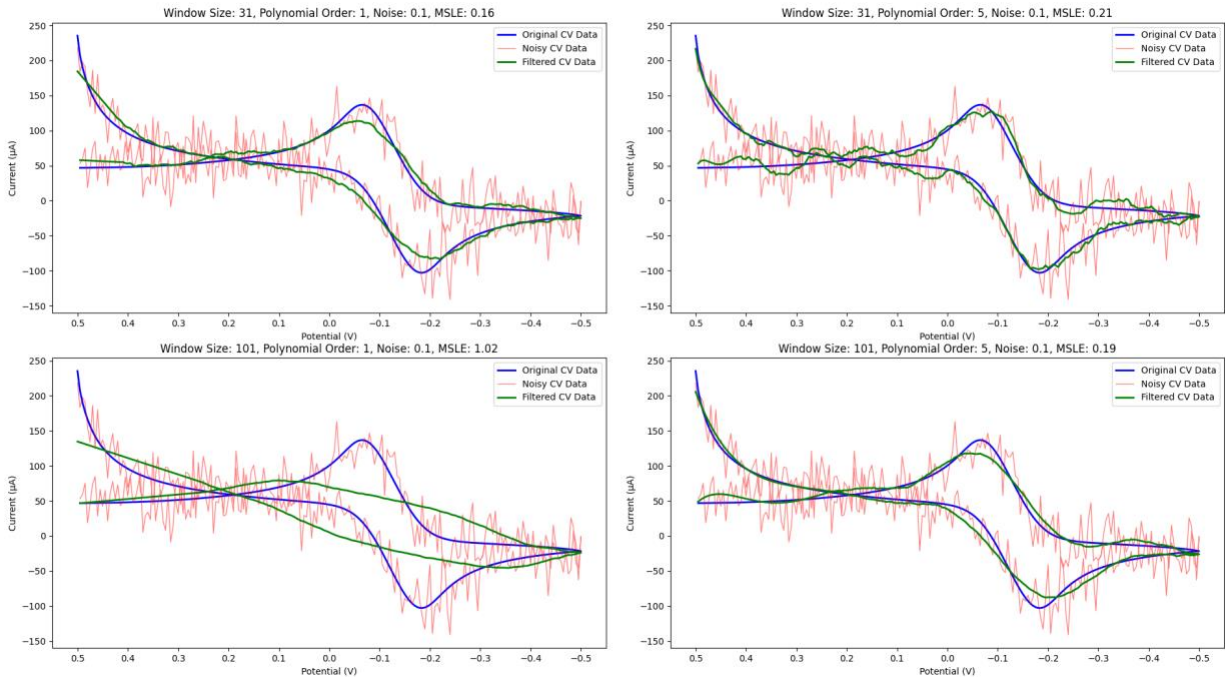 Window Size: 31, Polynomial Order: 1, Noise: 0.1, MSLE: 0.16
250
200
150
100
50
0
−50
−100
−150
Current (µA)
Original CV Data
Noisy CV Data
Filtered CV Data
0.5 0.4 0.3 0.2 0.1 0.0 −0.1 −0.2 −0.3 −0.4 −0.5
Potential (V)
Window Size: 31, Polynomial Order: 5, Noise: 0.1, MSLE: 0.21
250
200
150
100
50
0
−50
−100
−150
Current (µA)
Original CV Data
Noisy CV Data
Filtered CV Data
0.5 0.4 0.3 0.2 0.1 0.0 −0.1 −0.2 −0.3 −0.4 −0.5
Potential (V)
Window Size: 101, Polynomial Order: 1, Noise: 0.1, MSLE: 1.02
250
200
150
100
50
0
−50
−100
−150
Current (µA)
Original CV Data
Noisy CV Data
Filtered CV Data
0.5 0.4 0.3 0.2 0.1 0.0 −0.1 −0.2 −0.3 −0.4 −0.5
Potential (V)
Window Size: 101, Polynomial Order: 5, Noise: 0.1, MSLE: 0.19
250
200
150
100
50
0
−50
−100
−150
Current (µA)
Original CV Data
Noisy CV Data
Filtered CV Data
0.5 0.4 0.3 0.2 0.1 0.0 −0.1 −0.2 −0.3 −0.4 −0.5
Potential (V)